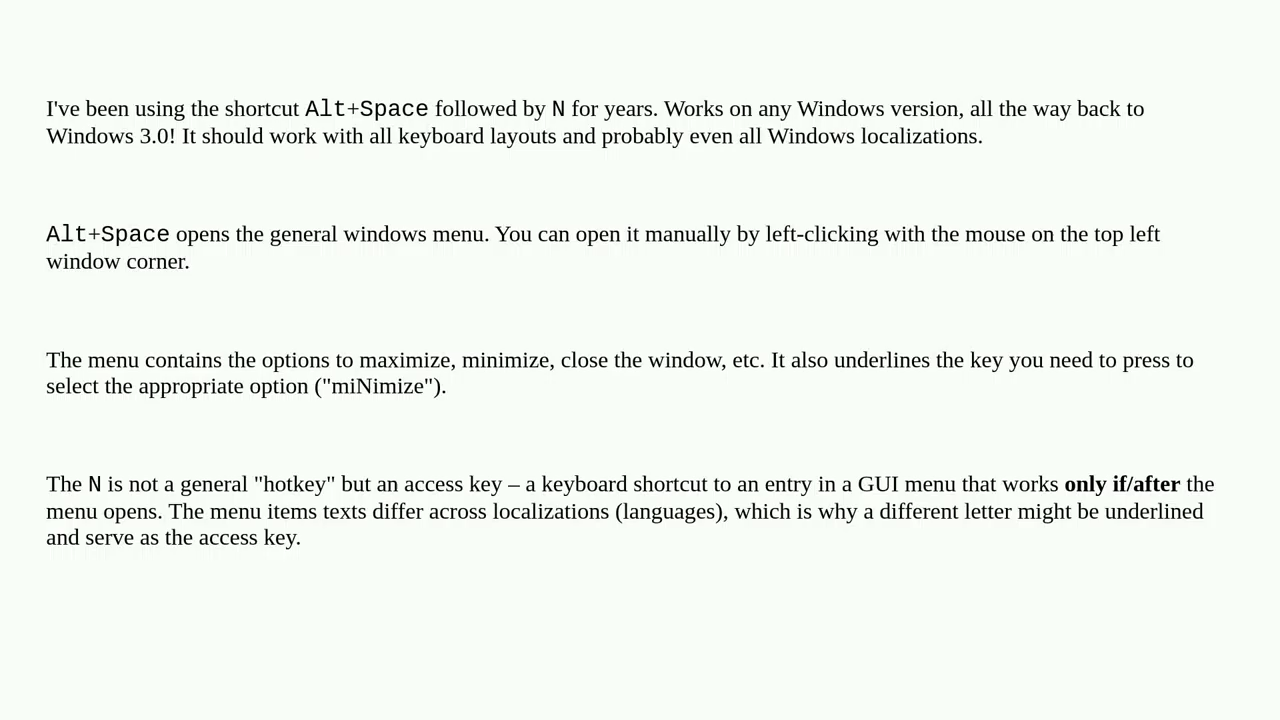 I've been using the shortcut Alt+Space followed by N for years. Works on any Windows version, all the way back to
Windows 3.0! It should work with all keyboard layouts and probably even all Windows localizations.
Alt+Space opens the general windows menu. You can open it manually by left-clicking with the mouse on the top left
window corner.
The menu contains the options to maximize, minimize, close the window, etc. It also underlines the key you need to press to
select the appropriate option ("miNimize").
The N is not a general "hotkey" but an access key – a keyboard shortcut to an entry in a GUI menu that works only if/after the
menu opens. The menu items texts differ across localizations (languages), which is why a different letter might be underlined
and serve as the access key.